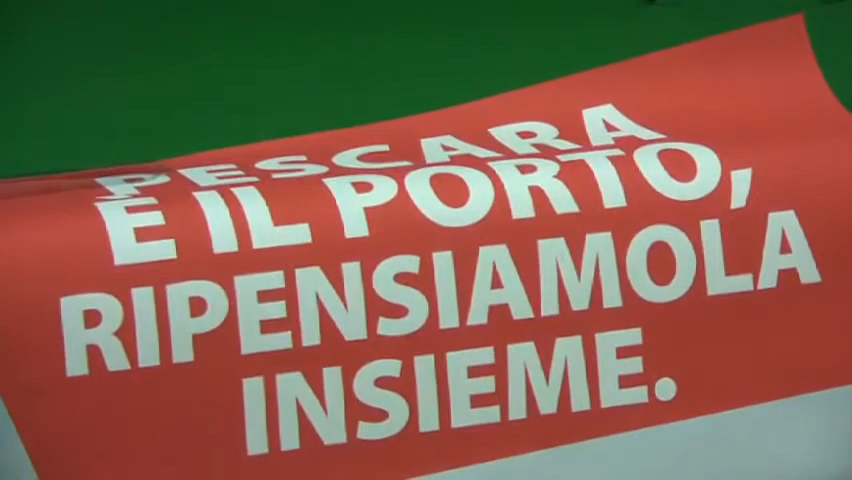 PESCARA
È IL PORTO,
RIPENSIAMOLA
INSIEME.